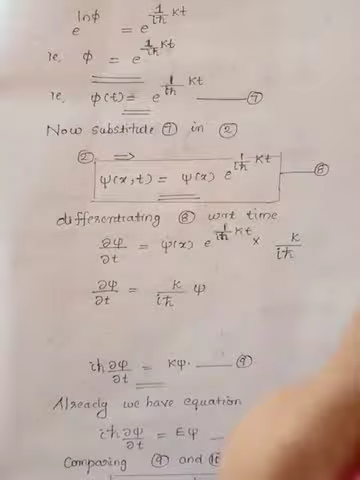 e^lnϕ = e^(1/iħ Kt)
ie, ϕ = e^(1/iħ Kt)
ie, ϕ(t) = e^(1/iħ Kt) —— ⑦
Now substitute ⑦ in ②
② ⟹
ψ(x,t) = ψ(x) e^(1/iħ Kt) —— ⑧
differentiating ⑧ w.r.t time
∂ψ/∂t = ψ(x) e^(1/iħ Kt) × K/iħ
∂ψ/∂t = K/iħ ψ
iħ ∂ψ/∂t = Kψ. —— ⑨
Already we have equation
iħ ∂ψ/∂t = Eψ
Comparing ⑨ and